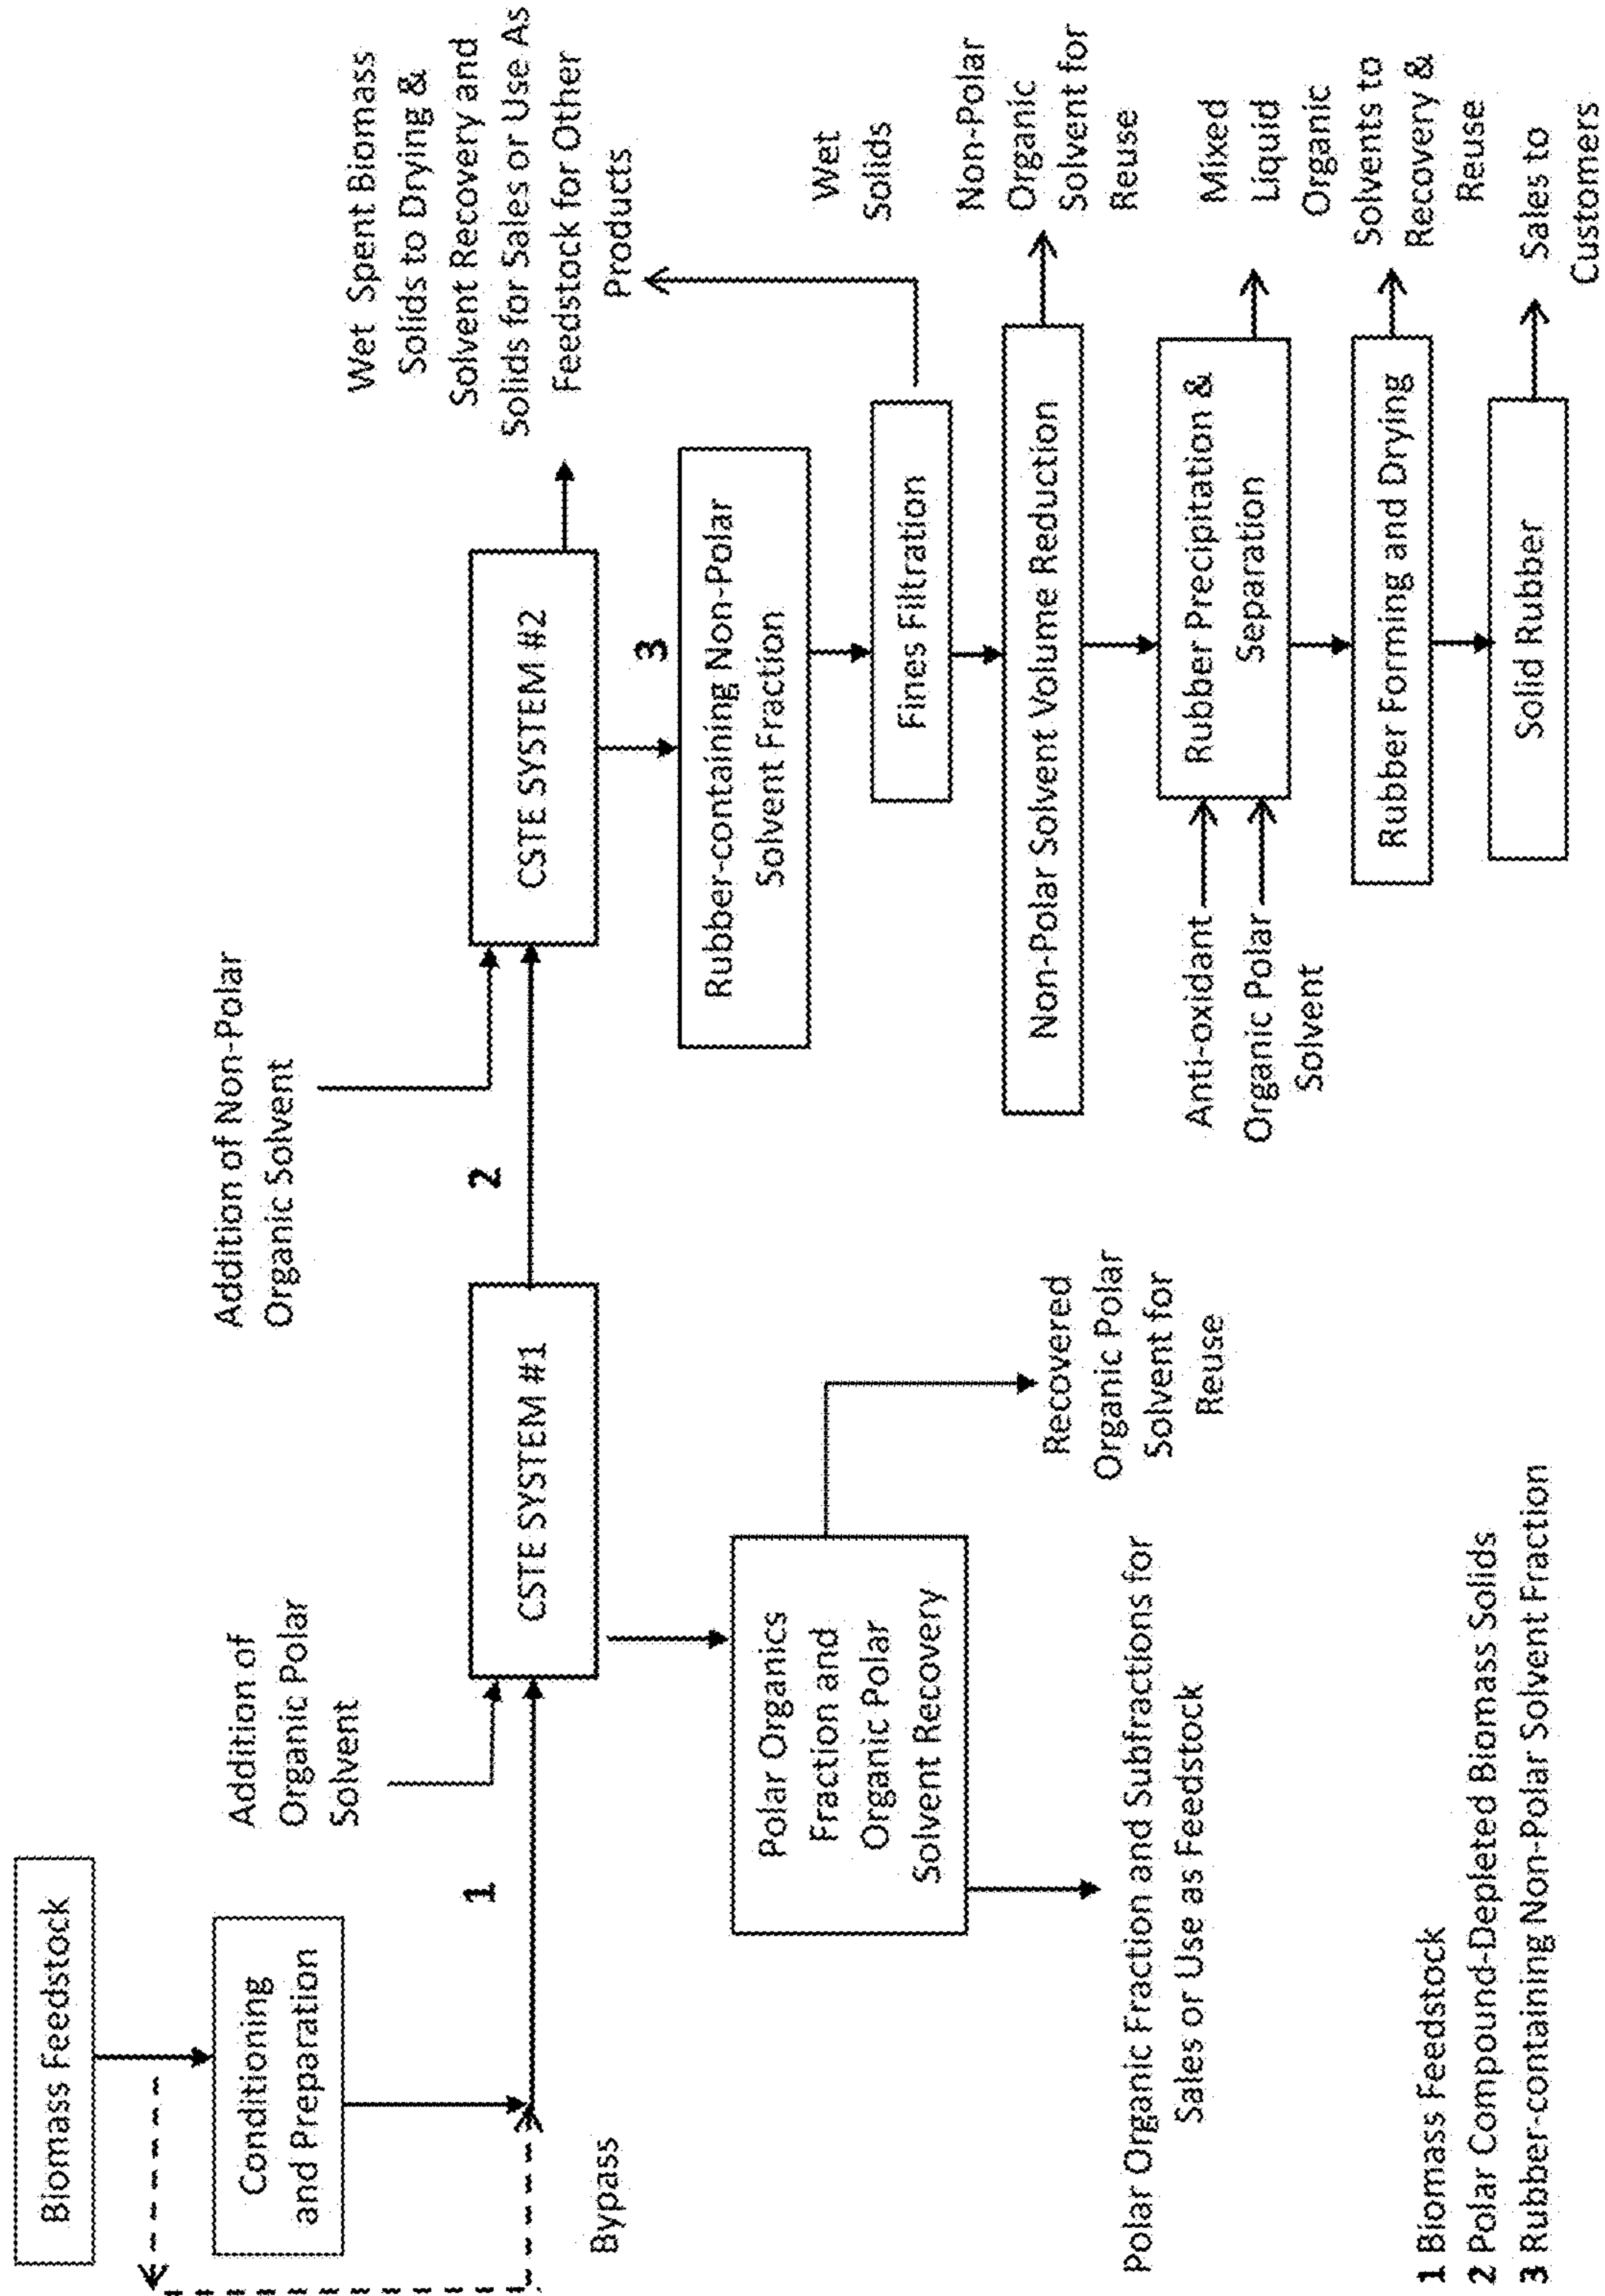 Biomass Feedstock
Conditioning
and Preparation
Bypass
1
Addition of
Organic Polar
Solvent
CSTE SYSTEM #1
Polar Organics
Fraction and
Organic Polar
Solvent Recovery
Recovered
Organic Polar
Solvent for
Reuse
Polar Organic Fraction and Subfractions for
Sales or Use as Feedstock
2
Addition of Non-Polar
Organic Solvent
CSTE SYSTEM #2
Wet Spent Biomass
Solids to Drying &
Solvent Recovery and
Solids for Sales or Use As
Feedstock for Other
Products
3
Rubber-containing Non-Polar
Solvent Fraction
Fines Filtration
Wet
Solids
Non-Polar Solvent Volume Reduction
Non-Polar
Organic
Solvent for
Reuse
Anti-oxidant
Organic Polar
Solvent
Rubber Precipitation &
Separation
Mixed
Liquid
Organic
Solvents to
Recovery &
Reuse
Rubber Forming and Drying
Solid Rubber
Sales to
Customers
1 Biomass Feedstock
2 Polar Compound-Depleted Biomass Solids
3 Rubber-containing Non-Polar Solvent Fraction